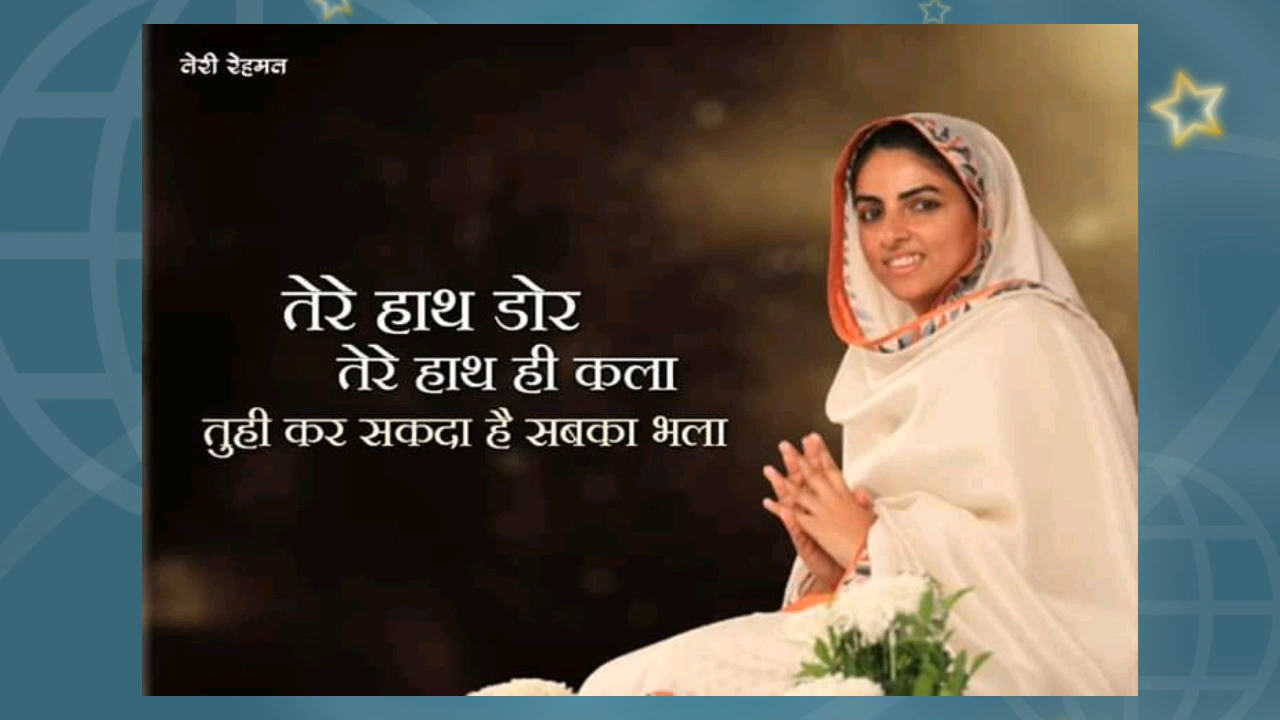 तेरी रेहमत
तेरे हाथ डोर
तेरे हाथ ही कला
तुही कर सकदा है सबका भला